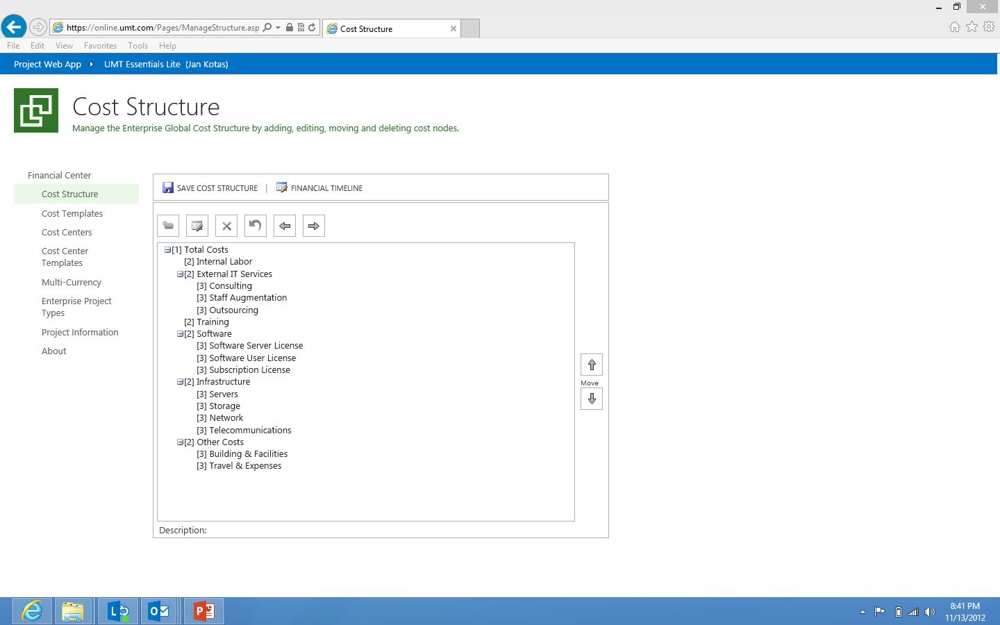 https://online.umt.com/Pages/ManageStructure.asp
Cost Structure
File Edit View Favorites Tools Help
Project Web App UMT Essentials Lite (Jan Kotas)
Cost Structure
Manage the Enterprise Global Cost Structure by adding, editing, moving and deleting cost nodes.
Financial Center
Cost Structure
Cost Templates
Cost Centers
Cost Center
Templates
Multi-Currency
Enterprise Project
Types
Project Information
About
SAVE COST STRUCTURE | FINANCIAL TIMELINE
[1] Total Costs
[2] Internal Labor
[2] External IT Services
[3] Consulting
[3] Staff Augmentation
[3] Outsourcing
[2] Training
[2] Software
[3] Software Server License
[3] Software User License
[3] Subscription License
[2] Infrastructure
[3] Servers
[3] Storage
[3] Network
[3] Telecommunications
[2] Other Costs
[3] Building & Facilities
[3] Travel & Expenses
Move
Description:
8:41 PM
11/13/2012